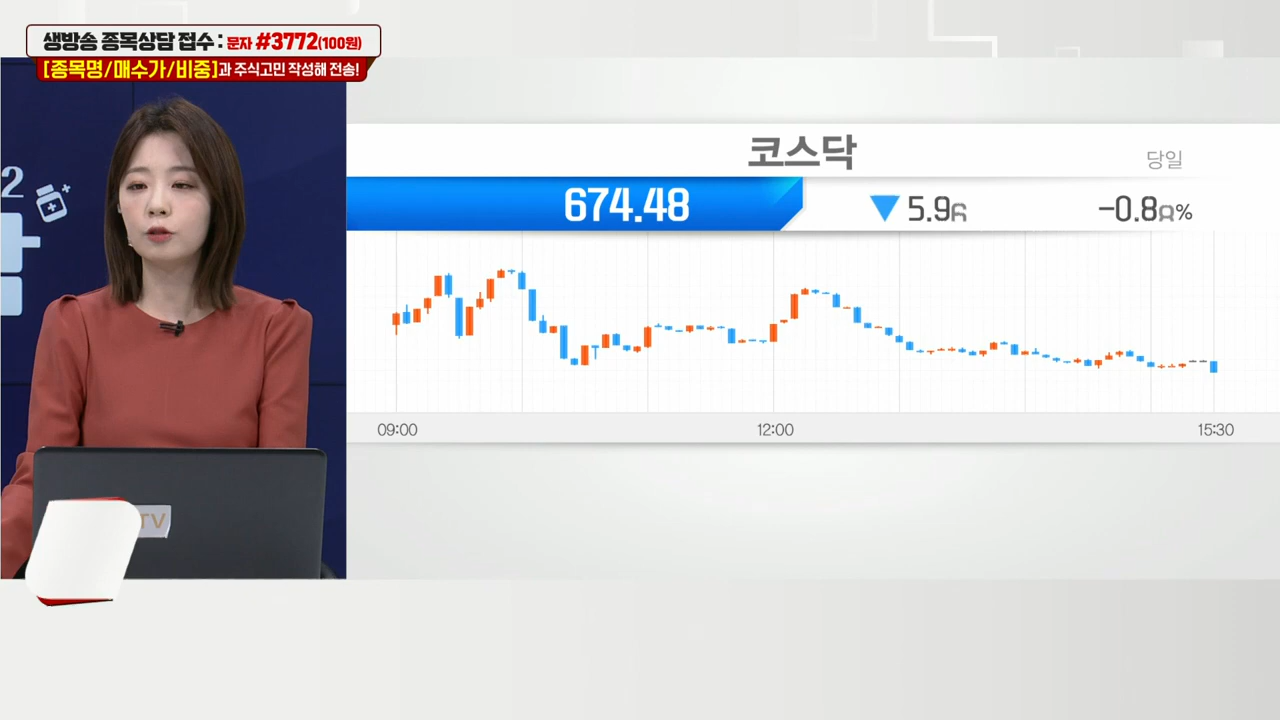 생방송 종목상담 접수 : 문자 #3772(100원)
[종목명/매수가/비중]과 주식고민 작성해 전송!
2
TV
코스닥
당일
674.48
▼ 5.96
-0.8%
09:00
12:00
15:30